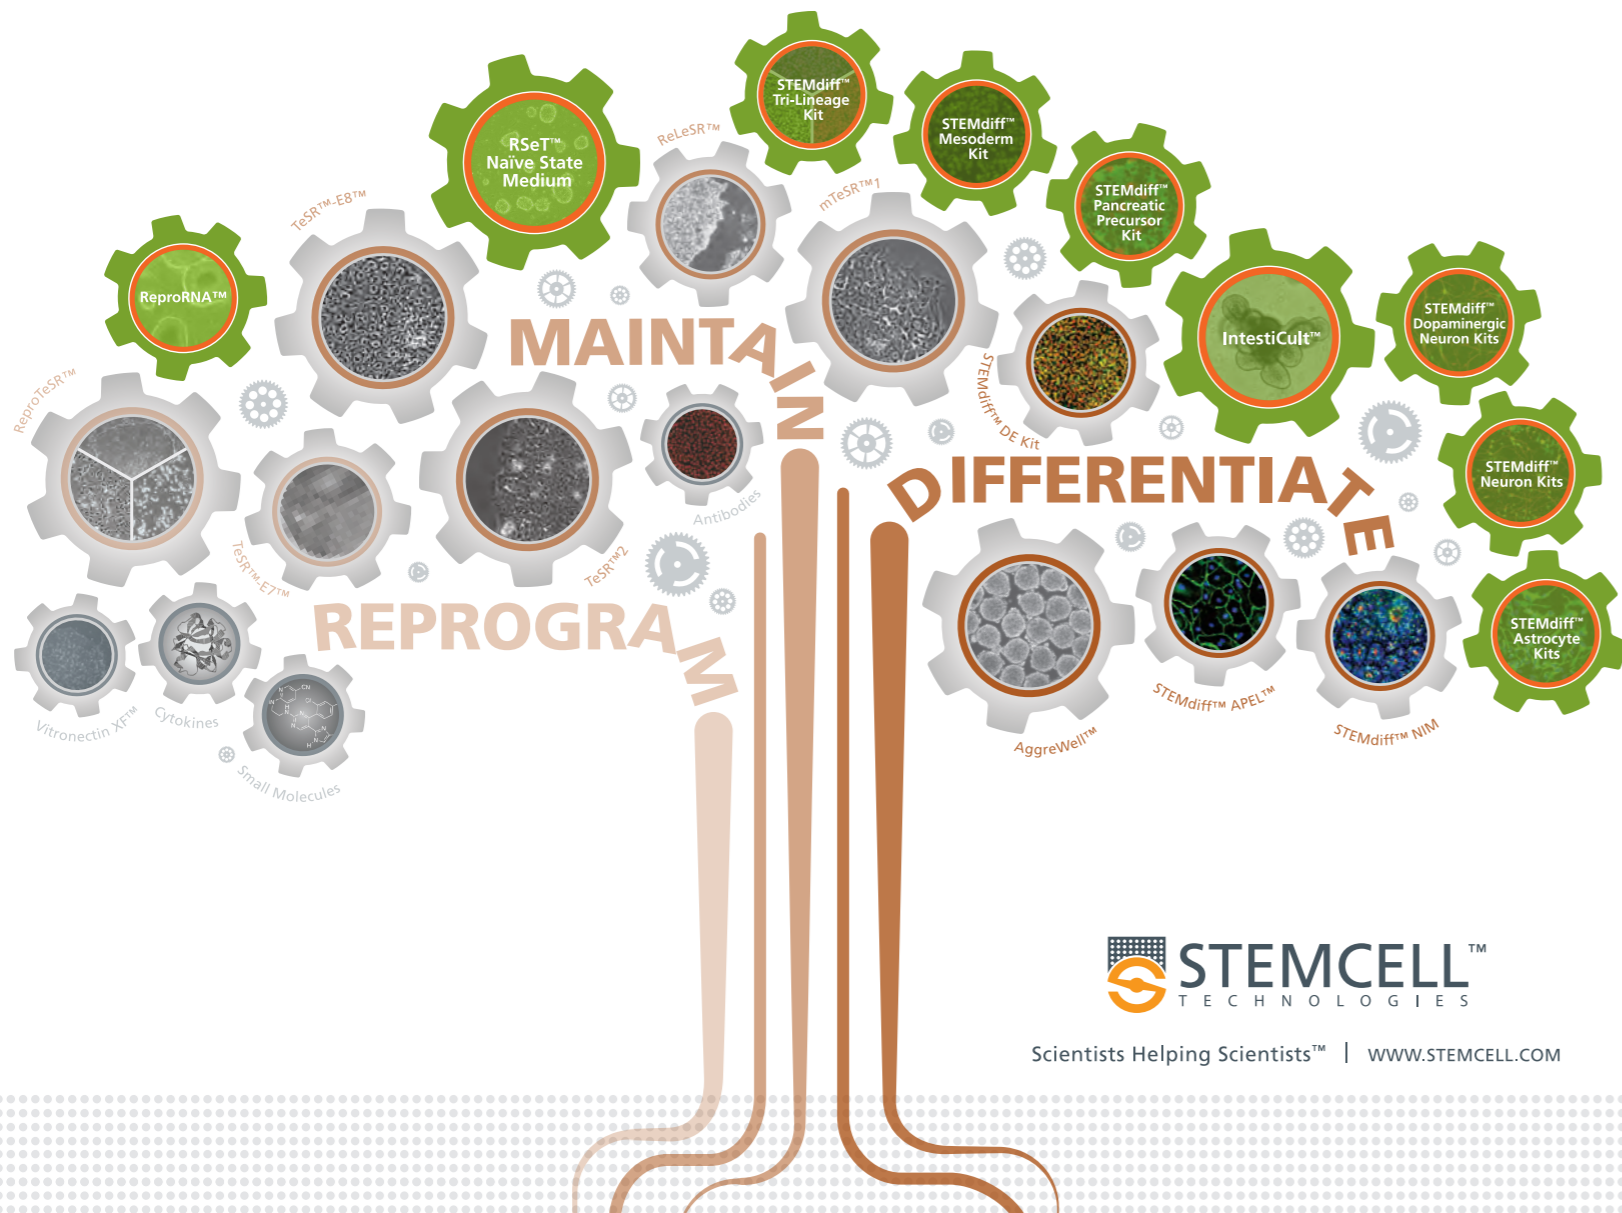 STEMdiff™
Tri-Lineage
Kit
STEMdiff™
Mesoderm
Kit
RSeT™
Naïve State
Medium
ReLeSR™
mTeSR™1
STEMdiff™
Pancreatic
Precursor
Kit
TeSR™-E8™
ReproRNA™
IntestiCult™
STEMdiff™
Dopaminergic
Neuron Kits
MAINTAIN
STEMdiff™ DE Kit
ReproTeSR™
STEMdiff™
Neuron Kits
DIFFERENTIATE
Antibodies
TeSR™-E7™
TeSR™2
REPROGRAM
STEMdiff™
Astrocyte
Kits
Vitronectin XF™
Cytokines
CN
N
N
HN
N
H
Cl
N
N
N
N
H
Small Molecules
AggreWell™
STEMdiff™ APEL™
STEMdiff™ NIM
STEMCELL™
TECHNOLOGIES
Scientists Helping Scientists™ | WWW.STEMCELL.COM